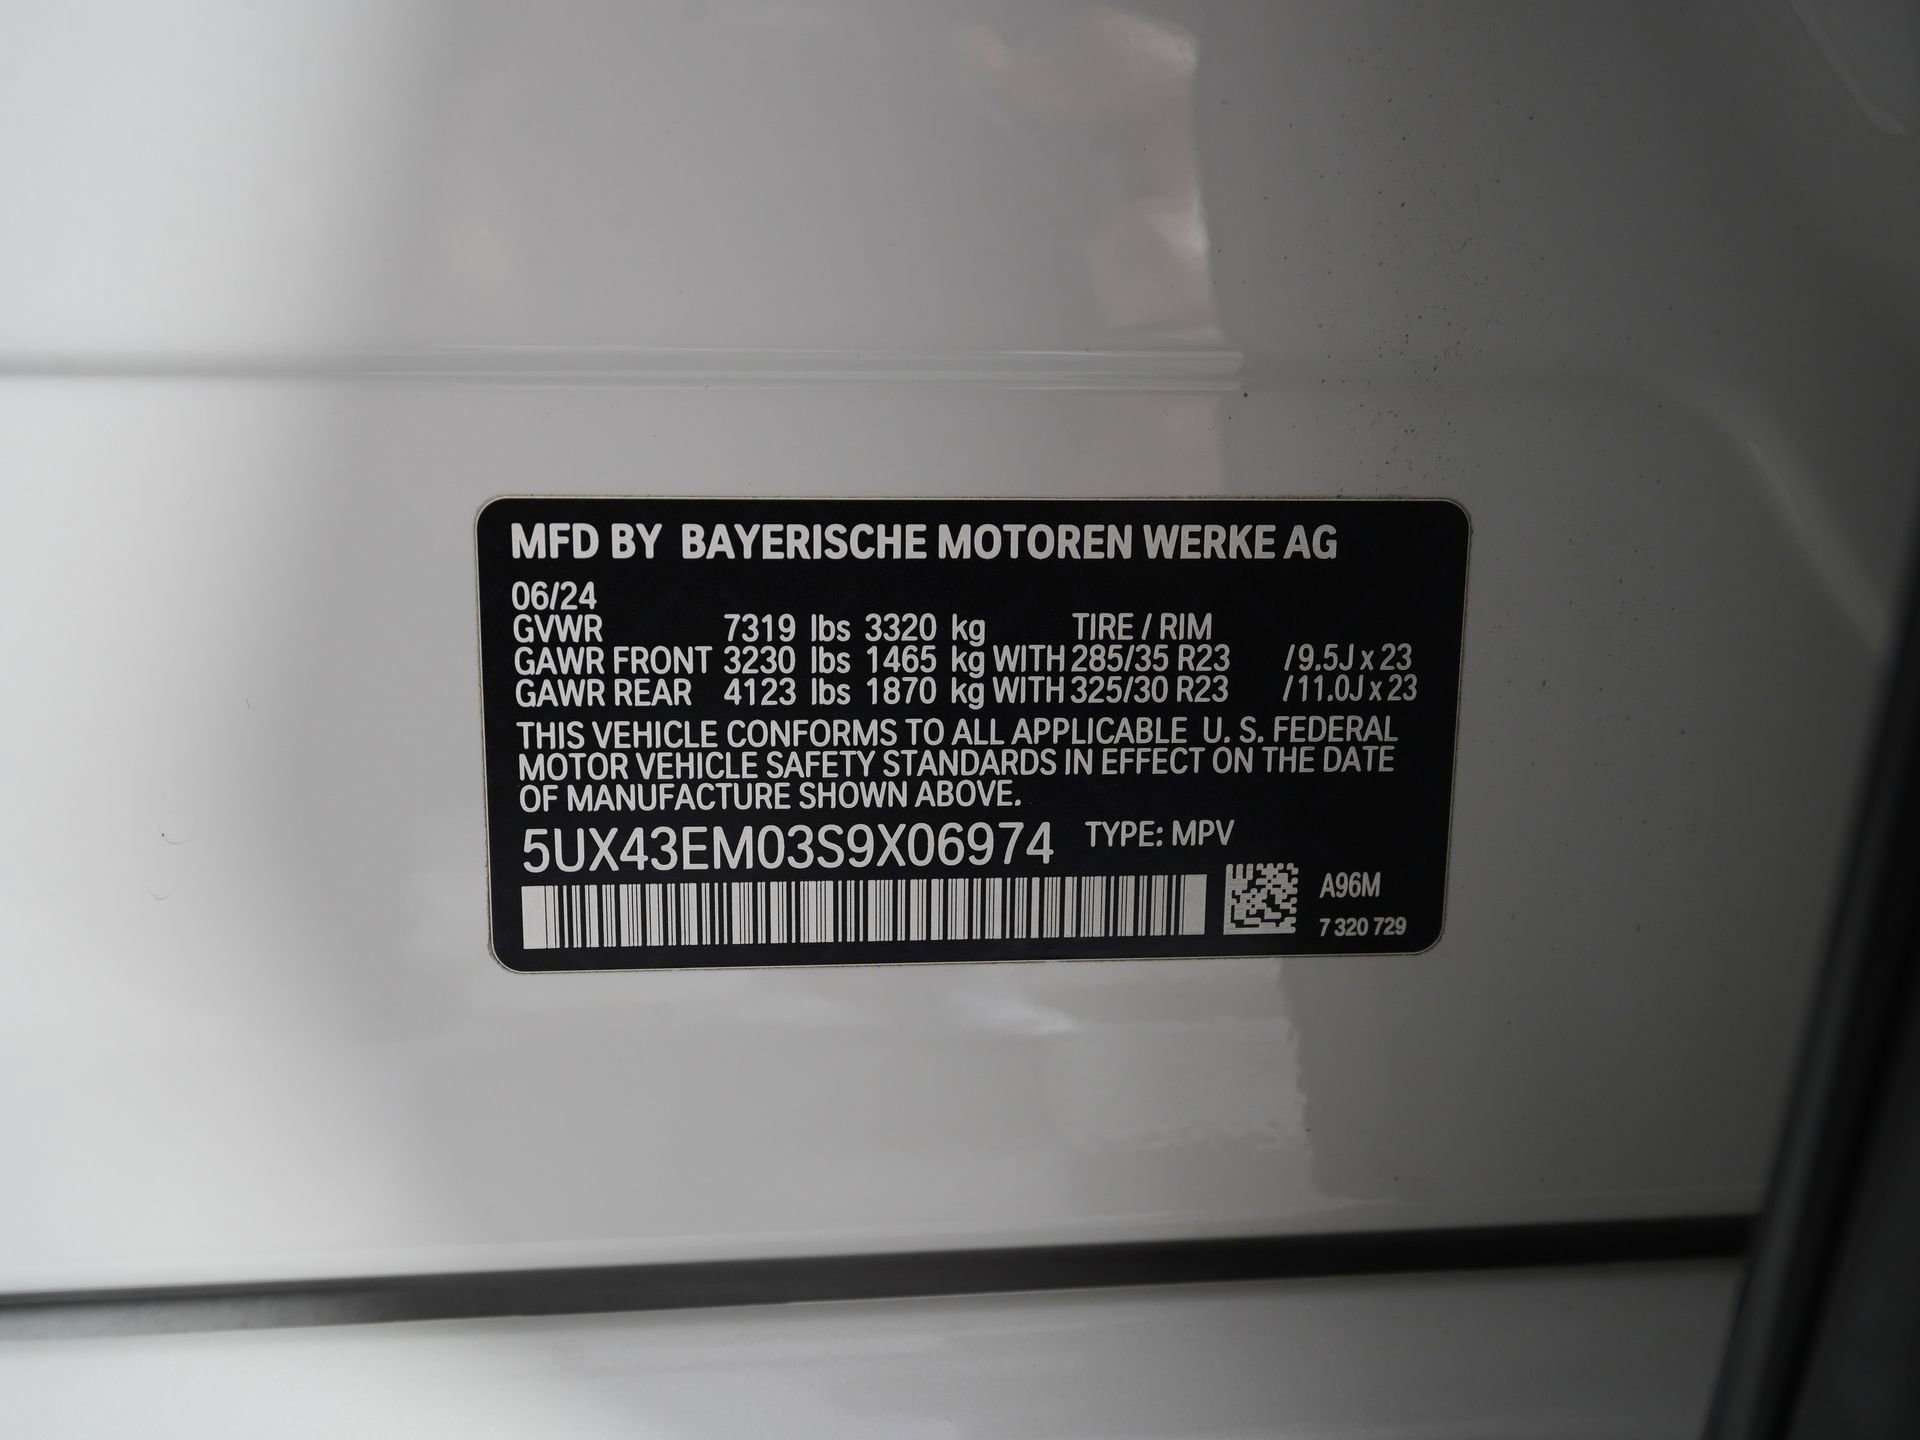 MFD BY BAYERISCHE MOTOREN WERKE AG
06/24
GVWR 7319 lbs 3320 kg TIRE / RIM
GAWR FRONT 3230 lbs 1465 kg WITH 285/35 R23 /9.5J x 23
GAWR REAR 4123 lbs 1870 kg WITH 325/30 R23 /11.0J x 23
THIS VEHICLE CONFORMS TO ALL APPLICABLE U. S. FEDERAL
MOTOR VEHICLE SAFETY STANDARDS IN EFFECT ON THE DATE
OF MANUFACTURE SHOWN ABOVE.
5UX43EM03S9X06974 TYPE: MPV
A96M
7 320 729